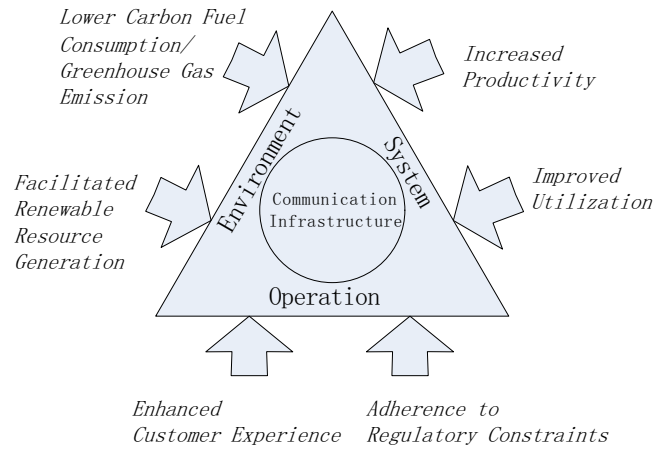 Lower Carbon Fuel
Consumption/
Greenhouse Gas
Emission
Increased
Productivity
Environment
System
Facilitated
Renewable
Resource
Generation
Communication
Infrastructure
Improved
Utilization
Operation
Enhanced
Customer Experience
Adherence to
Regulatory Constraints